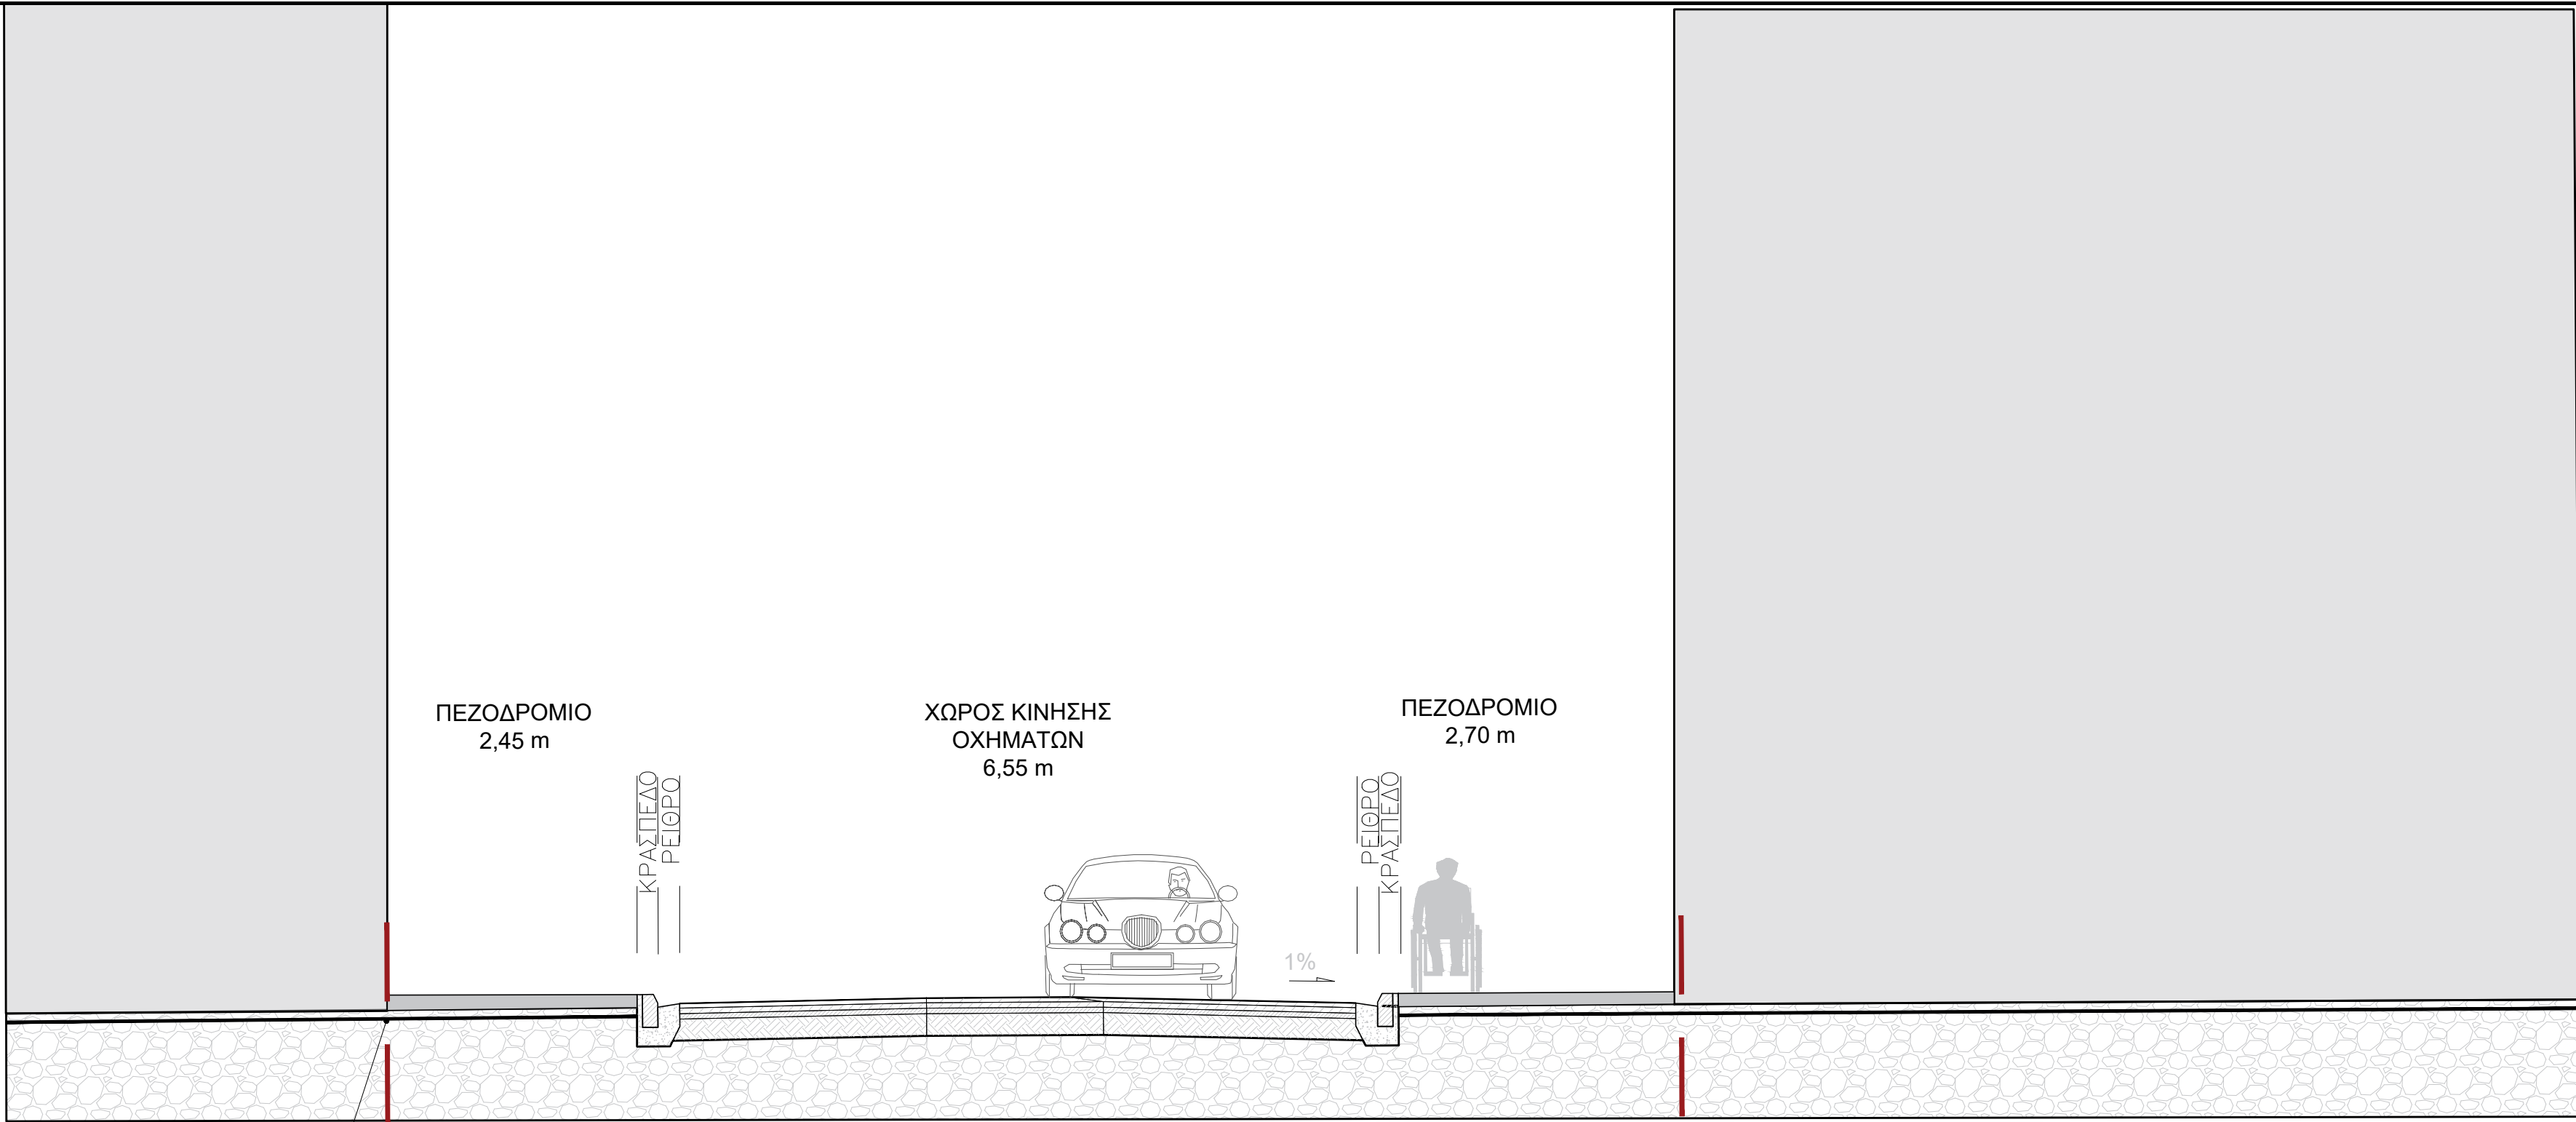 ΠΕΖΟΔΡΟΜΙΟ
2,45 m
ΧΩΡΟΣ ΚΙΝΗΣΗΣ
ΟΧΗΜΑΤΩΝ
6,55 m
ΠΕΖΟΔΡΟΜΙΟ
2,70 m
ΚΡΑΣΠΕΔΟ
ΡΕΙΘΡΟ
ΡΕΙΘΡΟ
ΚΡΑΣΠΕΔΟ
1%